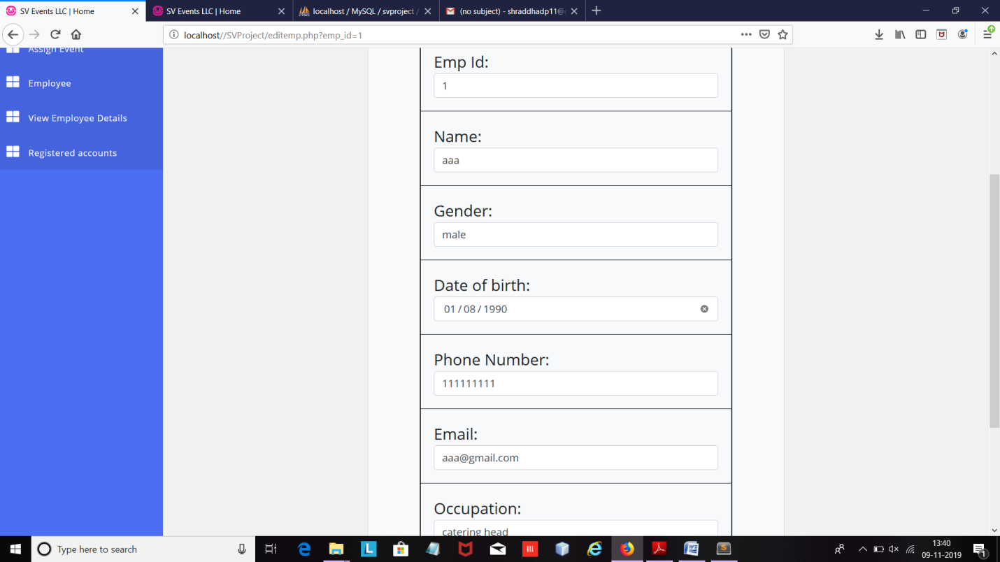 SV Events LLC | Home
SV Events LLC | Home
localhost / MySQL / svproject /
(no subject) - shraddhadp11@
localhost//SVProject/editemp.php?emp_id=1
Assign Event
Employee
View Employee Details
Registered accounts
Emp Id:
1
Name:
aaa
Gender:
male
Date of birth:
01 / 08 / 1990
Phone Number:
111111111
Email:
aaa@gmail.com
Occupation:
catering head
Type here to search
13:40
09-11-2019
1